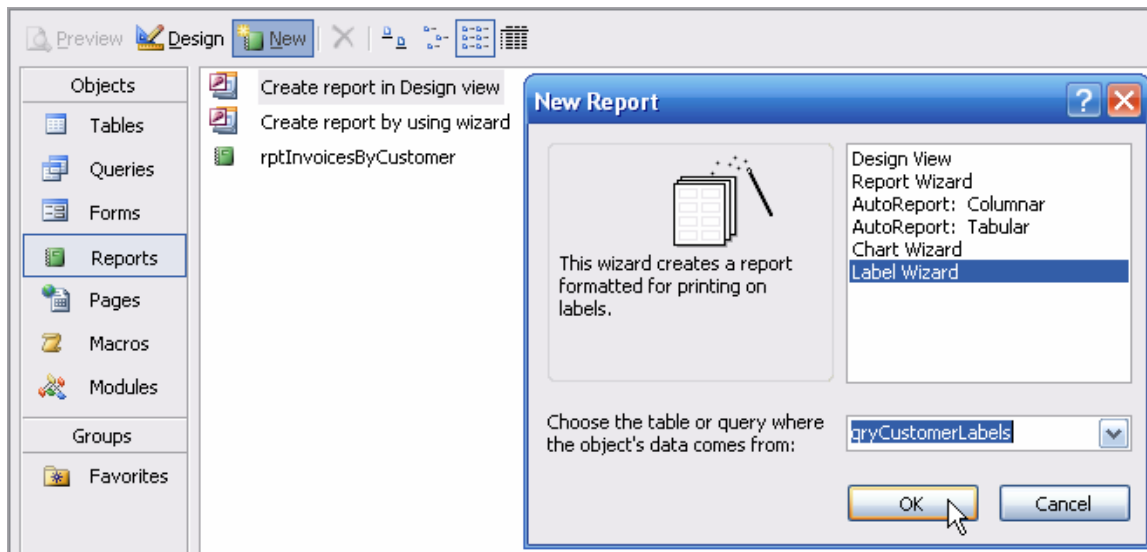 Preview Design New
Objects
Tables
Queries
Forms
Reports
Pages
Macros
Modules
Groups
Favorites
Create report in Design view
Create report by using wizard
rptInvoicesByCustomer
New Report
This wizard creates a report
formatted for printing on
labels.
Design View
Report Wizard
AutoReport: Columnar
AutoReport: Tabular
Chart Wizard
Label Wizard
Choose the table or query where
the object's data comes from:
qryCustomerLabels
OK Cancel